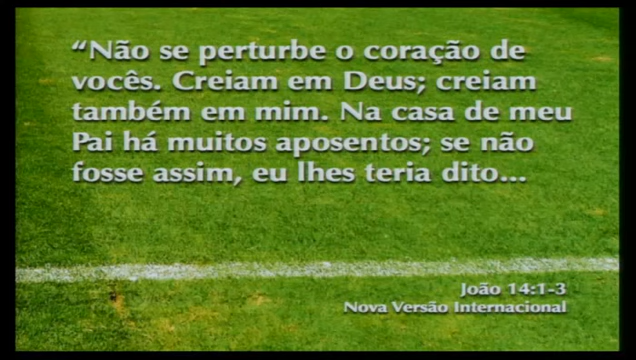 “Não se perturbe o coração de
vocês. Creiam em Deus; creiam
também em mim. Na casa de meu
Pai há muitos aposentos; se não
fosse assim, eu lhes teria dito...
João 14:1-3
Nova Versão Internacional